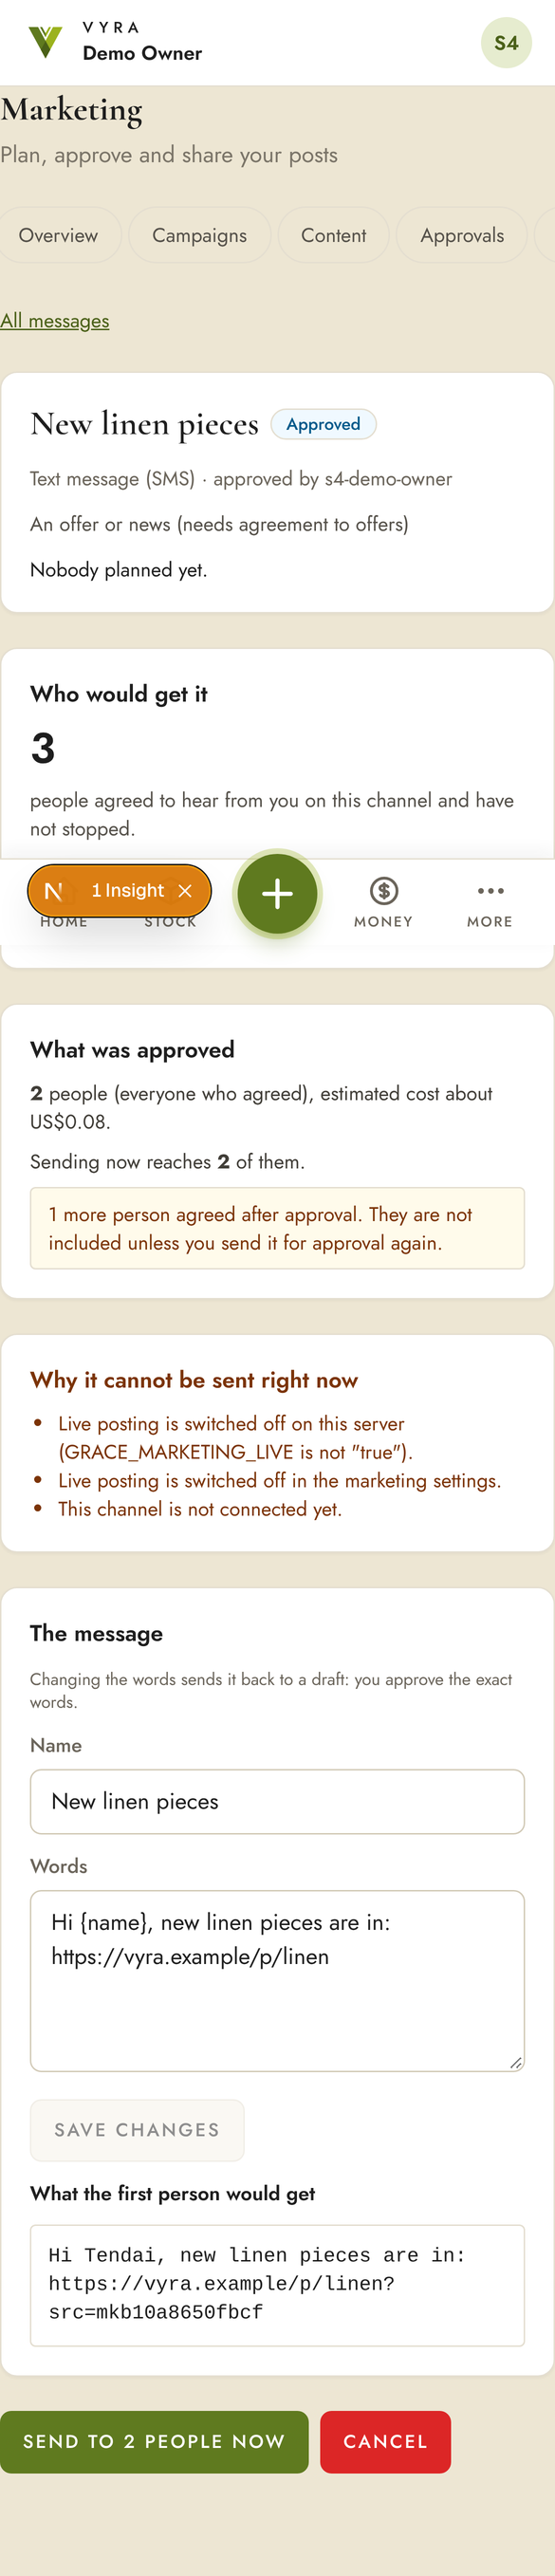 VYRA
Demo Owner
S4
Marketing
Plan, approve and share your posts
Overview
Campaigns
Content
Approvals
All messages
New linen pieces
Approved
Text message (SMS) · approved by s4-demo-owner
An offer or news (needs agreement to offers)
Nobody planned yet.
Who would get it
3
people agreed to hear from you on this channel and have
not stopped.
N
1 Insight
HOME
STOCK
MONEY
MORE
What was approved
2 people (everyone who agreed), estimated cost about
US$0.08.
Sending now reaches 2 of them.
1 more person agreed after approval. They are not
included unless you send it for approval again.
Why it cannot be sent right now
• Live posting is switched off on this server
(GRACE_MARKETING_LIVE is not "true").
• Live posting is switched off in the marketing settings.
• This channel is not connected yet.
The message
Changing the words sends it back to a draft: you approve the exact
words.
Name
New linen pieces
Words
Hi {name}, new linen pieces are in:
https://vyra.example/p/linen
SAVE CHANGES
What the first person would get
Hi Tendai, new linen pieces are in:
https://vyra.example/p/linen?
src=mkb10a8650fbcf
SEND TO 2 PEOPLE NOW
CANCEL